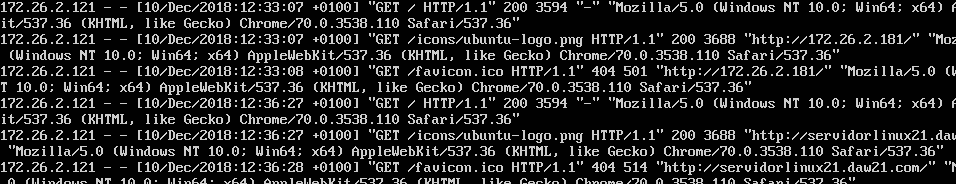 172.26.2.121 - - [10/Dec/2018:12:33:07 +0100] "GET / HTTP/1.1" 200 3594 "-" "Mozilla/5.0 (Windows NT 10.0; Win64; x64)
it/537.36 (KHTML, like Gecko) Chrome/70.0.3538.110 Safari/537.36"
172.26.2.121 - - [10/Dec/2018:12:33:08 +0100] "GET /icons/ubuntu-logo.png HTTP/1.1" 200 3688 "http://172.26.2.181/" "Mo
(Windows NT 10.0; Win64; x64) AppleWebKit/537.36 (KHTML, like Gecko) Chrome/70.0.3538.110 Safari/537.36"
172.26.2.121 - - [10/Dec/2018:12:33:08 +0100] "GET /favicon.ico HTTP/1.1" 404 501 "http://172.26.2.181/" "Mozilla/5.0 (W
T 10.0; Win64; x64) AppleWebKit/537.36 (KHTML, like Gecko) Chrome/70.0.3538.110 Safari/537.36"
172.26.2.121 - - [10/Dec/2018:12:36:27 +0100] "GET / HTTP/1.1" 200 3594 "-" "Mozilla/5.0 (Windows NT 10.0; Win64; x64)
it/537.36 (KHTML, like Gecko) Chrome/70.0.3538.110 Safari/537.36"
172.26.2.121 - - [10/Dec/2018:12:36:27 +0100] "GET /icons/ubuntu-logo.png HTTP/1.1" 200 3688 "http://servidorlinux21.daw
"Mozilla/5.0 (Windows NT 10.0; Win64; x64) AppleWebKit/537.36 (KHTML, like Gecko) Chrome/70.0.3538.110 Safari/537.36"
172.26.2.121 - - [10/Dec/2018:12:36:28 +0100] "GET /favicon.ico HTTP/1.1" 404 514 "http://servidorlinux21.daw21.com/" "M
.0 (Windows NT 10.0; Win64; x64) AppleWebKit/537.36 (KHTML, like Gecko) Chrome/70.0.3538.110 Safari/537.36"